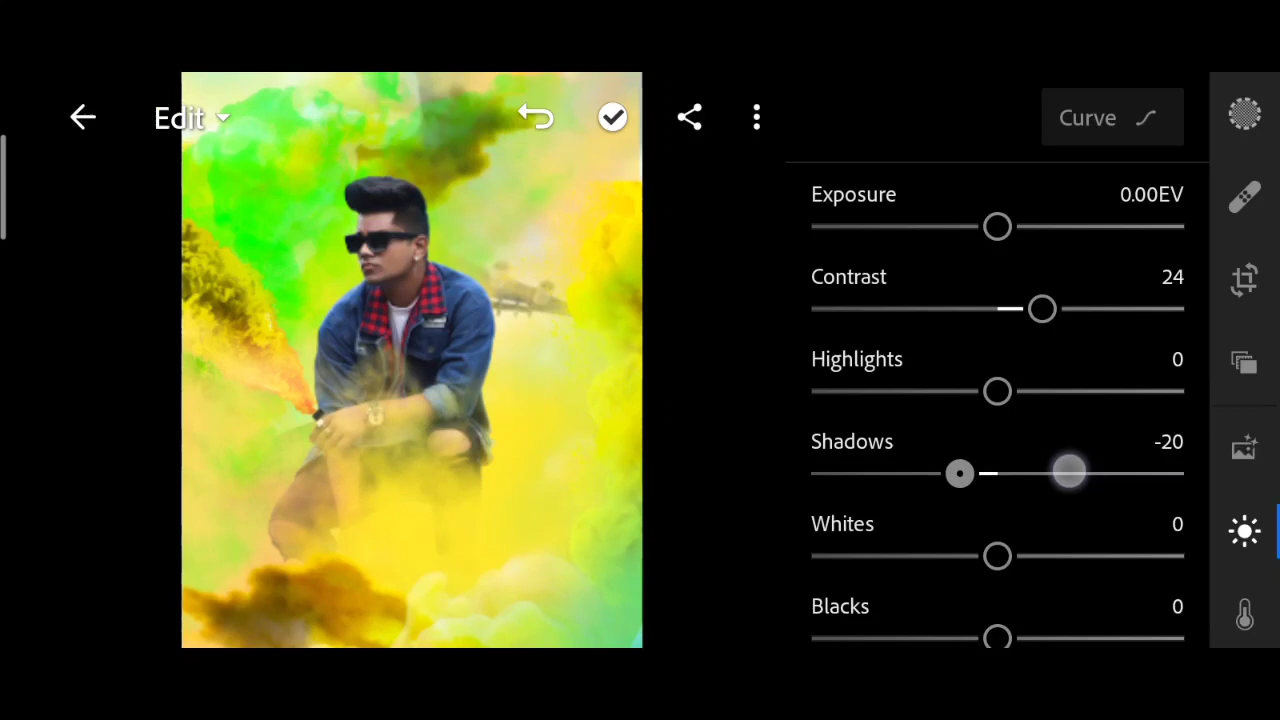 Edit
Curve
Exposure 0.00EV
Contrast 24
Highlights 0
Shadows -20
Whites 0
Blacks 0